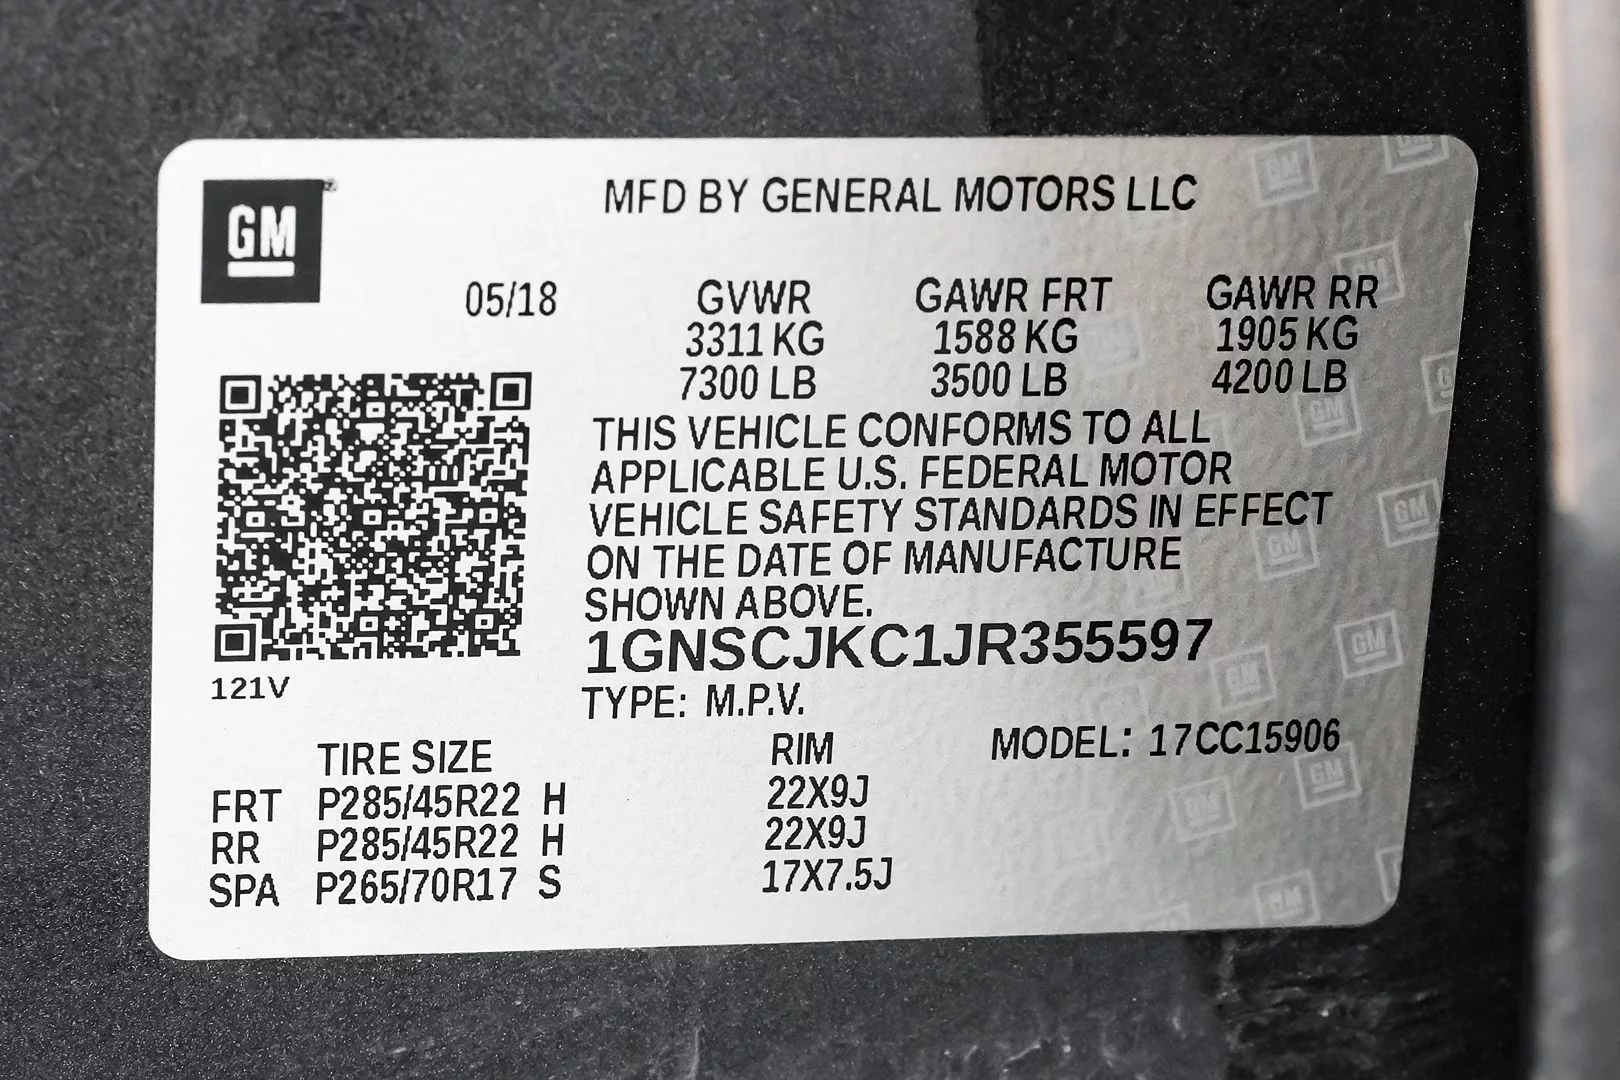 GM
MFD BY GENERAL MOTORS LLC
05/18 GVWR GAWR FRT GAWR RR
3311 KG 1588 KG 1905 KG
7300 LB 3500 LB 4200 LB
THIS VEHICLE CONFORMS TO ALL
APPLICABLE U.S. FEDERAL MOTOR
VEHICLE SAFETY STANDARDS IN EFFECT
ON THE DATE OF MANUFACTURE
SHOWN ABOVE.
1GNSCJKC1JR355597
121V
TYPE: M.P.V.
TIRE SIZE RIM MODEL: 17CC15906
FRT P285/45R22 H 22X9J
RR P285/45R22 H 22X9J
SPA P265/70R17 S 17X7.5J